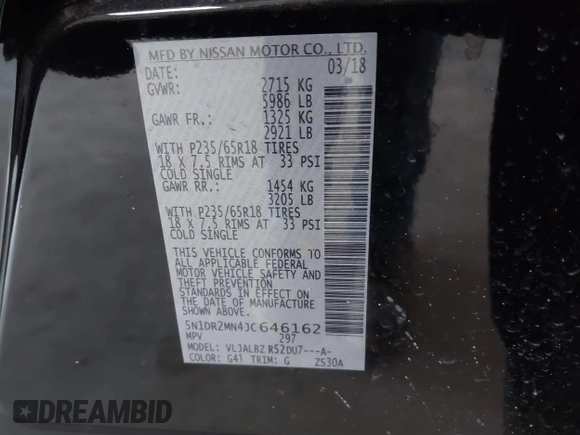 MFD BY NISSAN MOTOR CO., LTD.
DATE: 03/18
GVWR: 2715 KG
5986 LB
GAWR FR.: 1325 KG
2921 LB
WITH P235/65R18 TIRES
18 X 7.5 RIMS AT 33 PSI
COLD SINGLE
GAWR RR.: 1454 KG
3205 LB
WITH P235/65R18 TIRES
18 X 7.5 RIMS AT 33 PSI
COLD SINGLE
THIS VEHICLE CONFORMS TO
ALL APPLICABLE FEDERAL
MOTOR VEHICLE SAFETY AND
THEFT PREVENTION
STANDARDS IN EFFECT ON
THE DATE OF MANUFACTURE
SHOWN ABOVE.
5N1DR2MN4JC646162
MPV 297
MODEL: VLJALBZ R52DU7---A-
COLOR: G41 TRIM: G ZS30A
DREAMBID